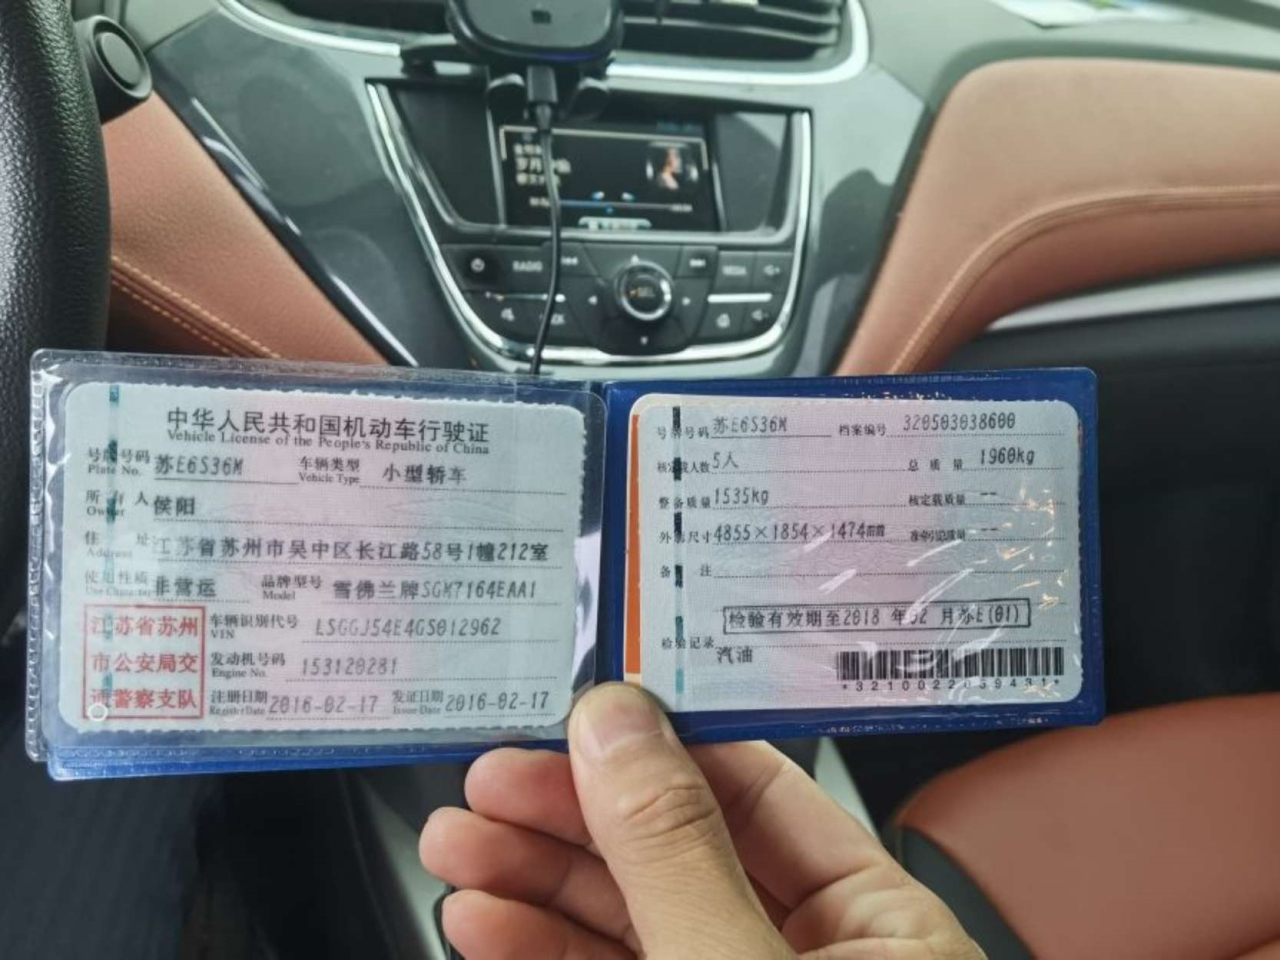 中华人民共和国机动车行驶证
Vehicle License of the People's Republic of China
号牌号码 苏E6S36M 车辆类型 小型轿车
Plate No. Vehicle Type
所有人 侯阳
Owner
住址 江苏省苏州市吴中区长江路58号1幢212室
Address
使用性质 非营运 品牌型号 雪佛兰牌SGM7164EAA1
Use Character Model
江苏省苏州
市公安局交
通警察支队
车辆识别代号 LSGGJ54E4GS012962
VIN
发动机号码 153120281
Engine No.
注册日期 2016-02-17 发证日期 2016-02-17
Register Date Issue Date
号牌号码 苏E6S36M 档案编号 320503038600
核定载人数 5人 总质量 1960kg
整备质量 1535kg 核定载质量 --
外廓尺寸 4855×1854×1474mm 准牵引总质量 --
备注
检验有效期至2018 年02 月苏E(01)
检验记录
汽油
*3210022059431*
RADIO
SEL
MEDIA